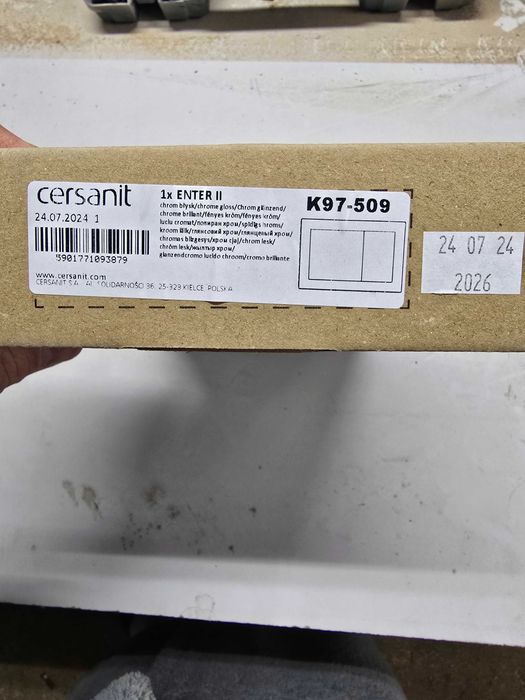 cersanit
24.07.2024 1
5901771893879
www.cersanit.com
CERSANIT S.A., AL. SOLIDARNOŚCI 36, 25-323 KIELCE, POLSKA
1x ENTER II
chrom błysk/chrome gloss/Chrom glänzend/
chrome brillant/fényes króm/fényes króm/
luciu cromat/полиран хром/spīdīgs hroms/
kroom läik/глянсовий хром/глянцевый хром/
chromas blizgesys/хром сјај/chrom lesk/
chróm lesk/жылтыр хром/
glanzendcromo lucido chroom/cromo brillante
K97-509
24 07 24
2026